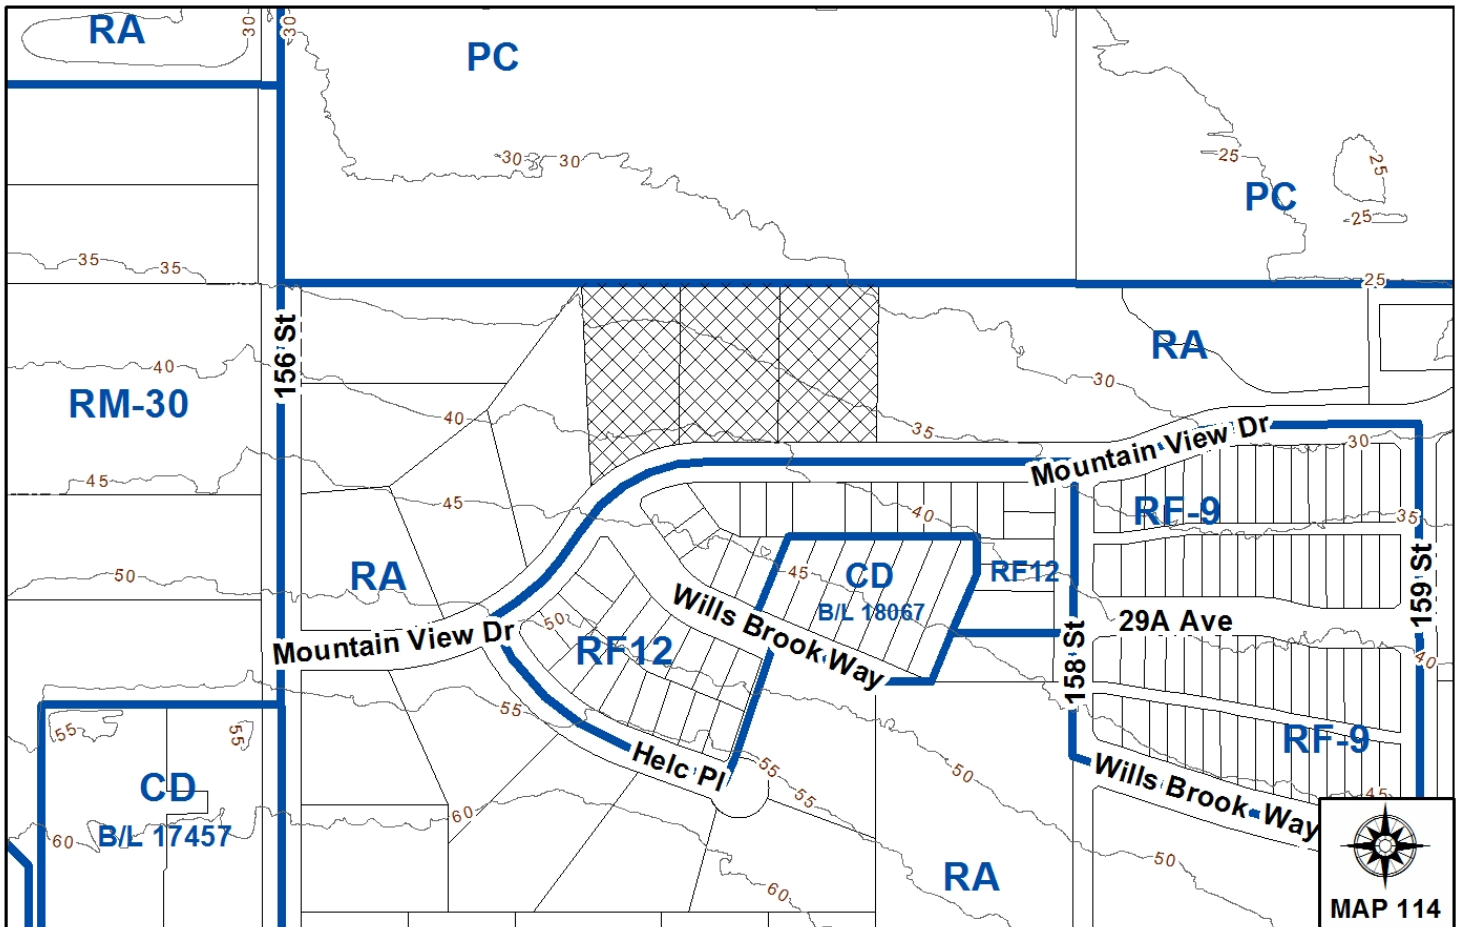 RA
30
30
PC
30
30
25
25
PC
25
35
35
25
156 St
RA
40
RM-30
30
40
35
Mountain View Dr
30
45
45
40
RF-9
35
50
RA
45
CD
RF12
159 St
B/L 18067
29A Ave
Wills Brook Way
50
Mountain View Dr
RF12
158 St
40
55
55
55
RF-9
Helc Pl
55
55
50
CD
Wills Brook Way
45
60
B/L 17457
60
50
RA
60
MAP 114